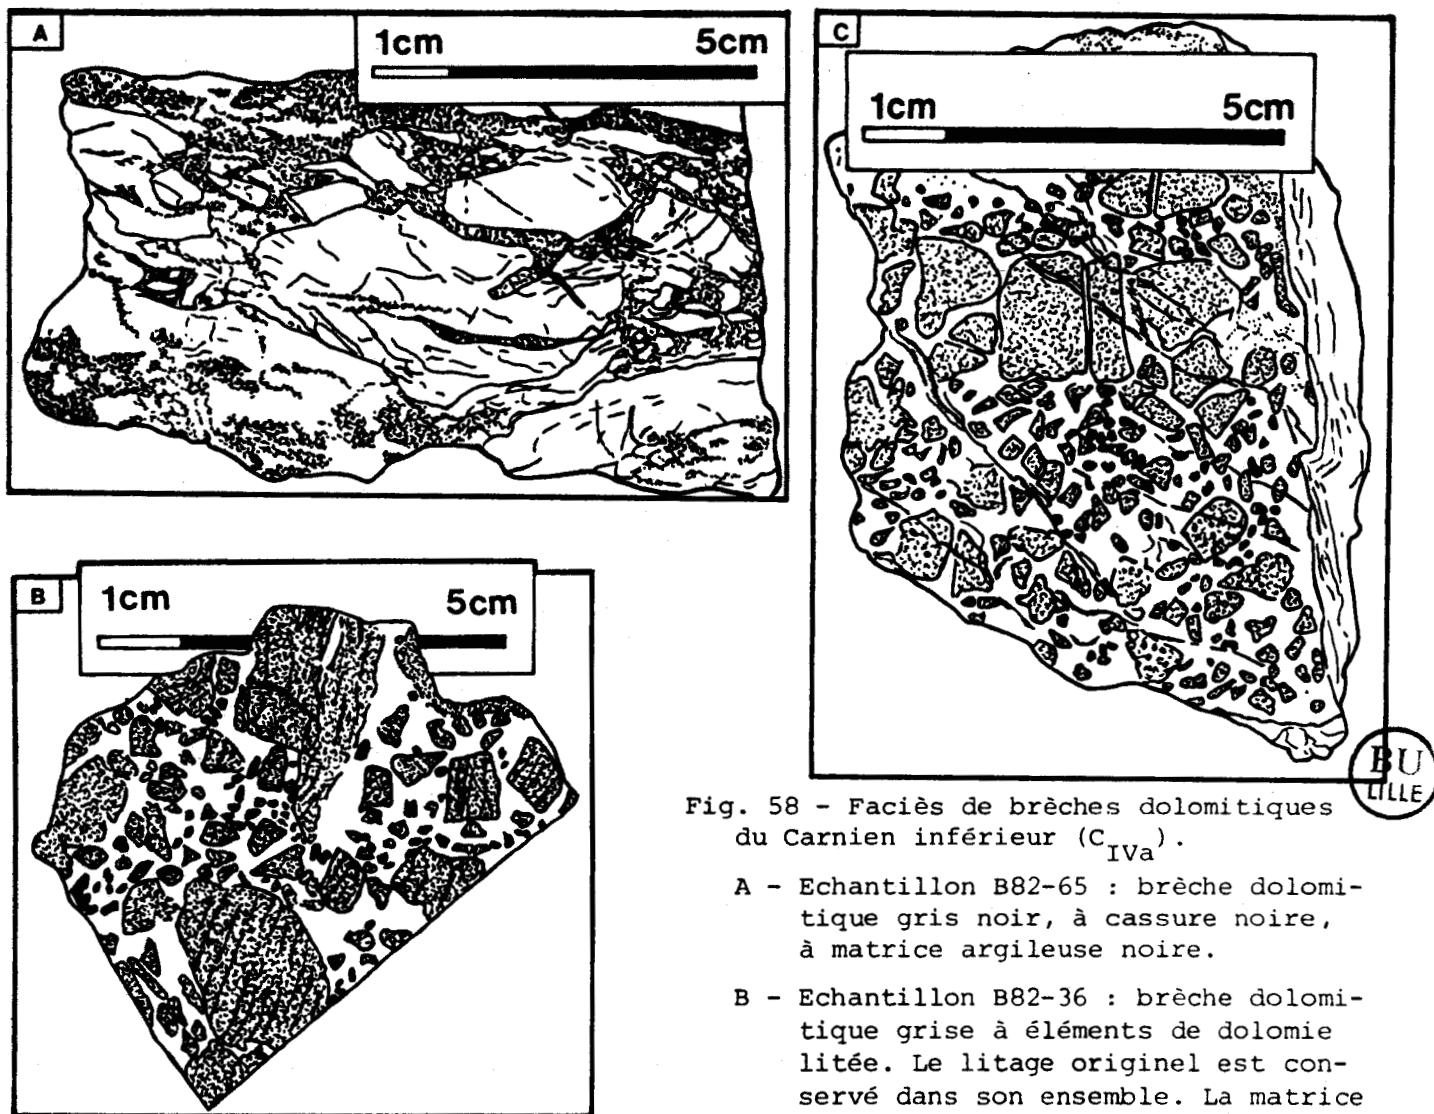 A
1cm 5cm
C
1cm 5cm
B
1cm 5cm
BU
LILLE
Fig. 58 - Faciès de brèches dolomitiques
du Carnien inférieur (C_IVa).
A - Echantillon B82-65 : brèche dolomi-
tique gris noir, à cassure noire,
à matrice argileuse noire.
B - Echantillon B82-36 : brèche dolomi-
tique grise à éléments de dolomie
litée. Le litage originel est con-
servé dans son ensemble. La matrice